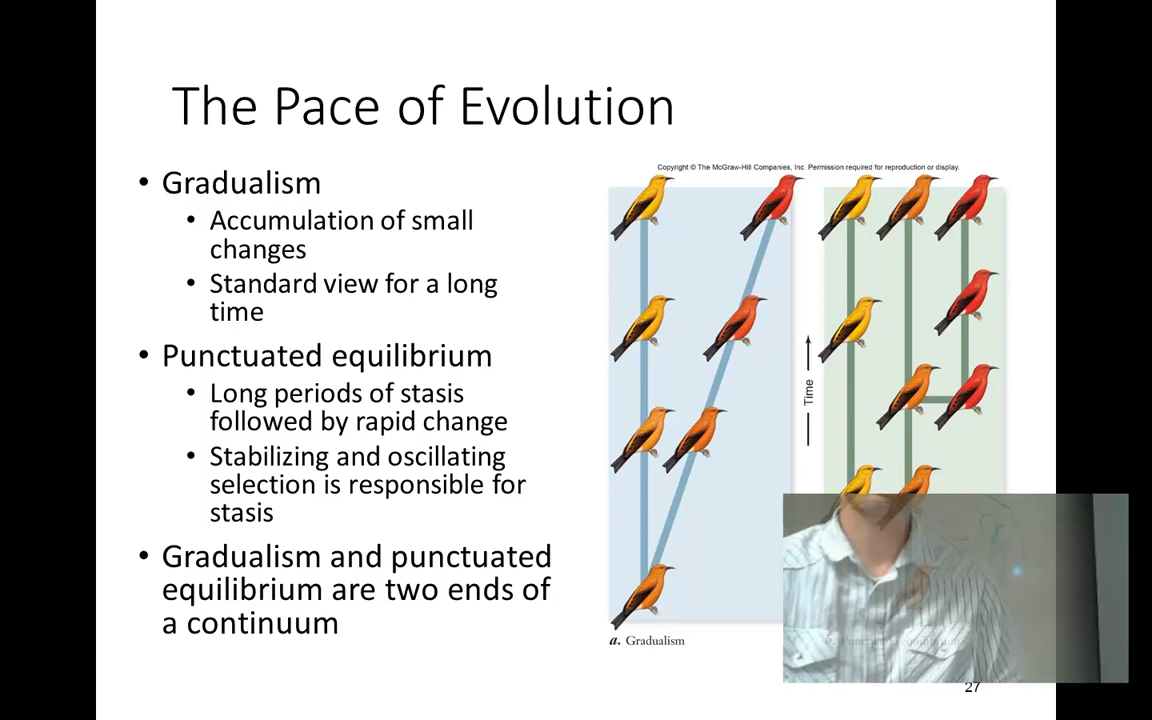 The Pace of Evolution
• Gradualism
• Accumulation of small
changes
• Standard view for a long
time
• Punctuated equilibrium
• Long periods of stasis
followed by rapid change
• Stabilizing and oscillating
selection is responsible for
stasis
• Gradualism and punctuated
equilibrium are two ends of
a continuum
Copyright © The McGraw-Hill Companies, Inc. Permission required for reproduction or display.
Time
a. Gradualism
27